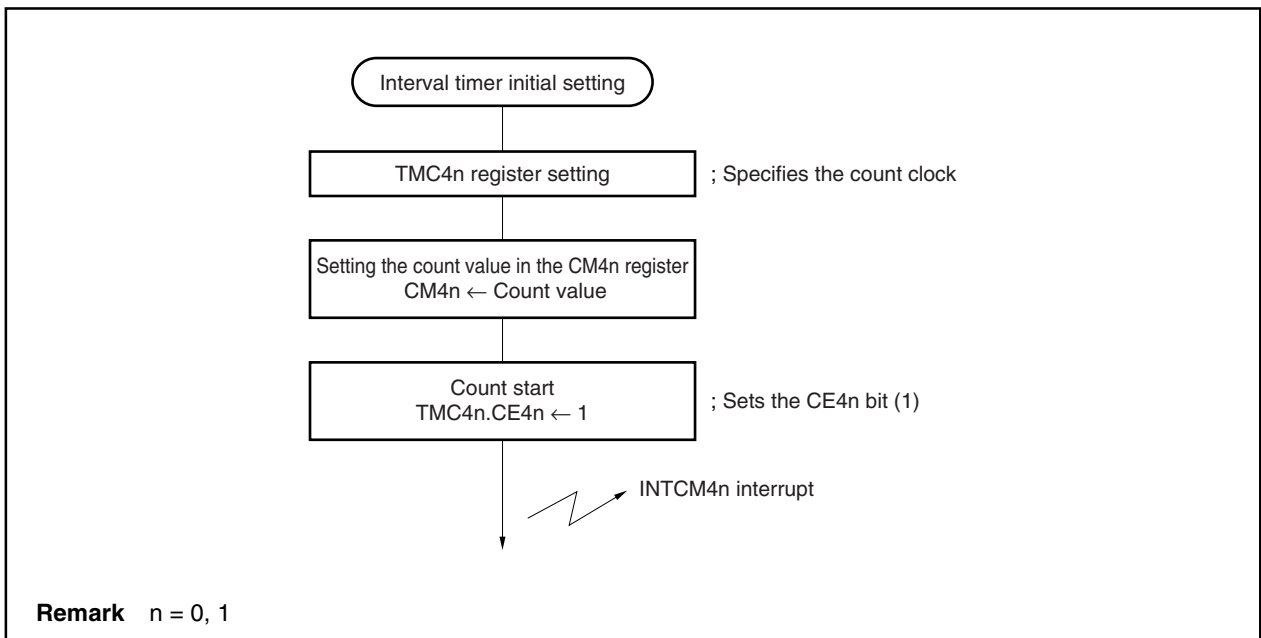 Interval timer initial setting
TMC4n register setting
; Specifies the count clock
Setting the count value in the CM4n register
CM4n ← Count value
Count start
TMC4n.CE4n ← 1
; Sets the CE4n bit (1)
INTCM4n interrupt
Remark n = 0, 1